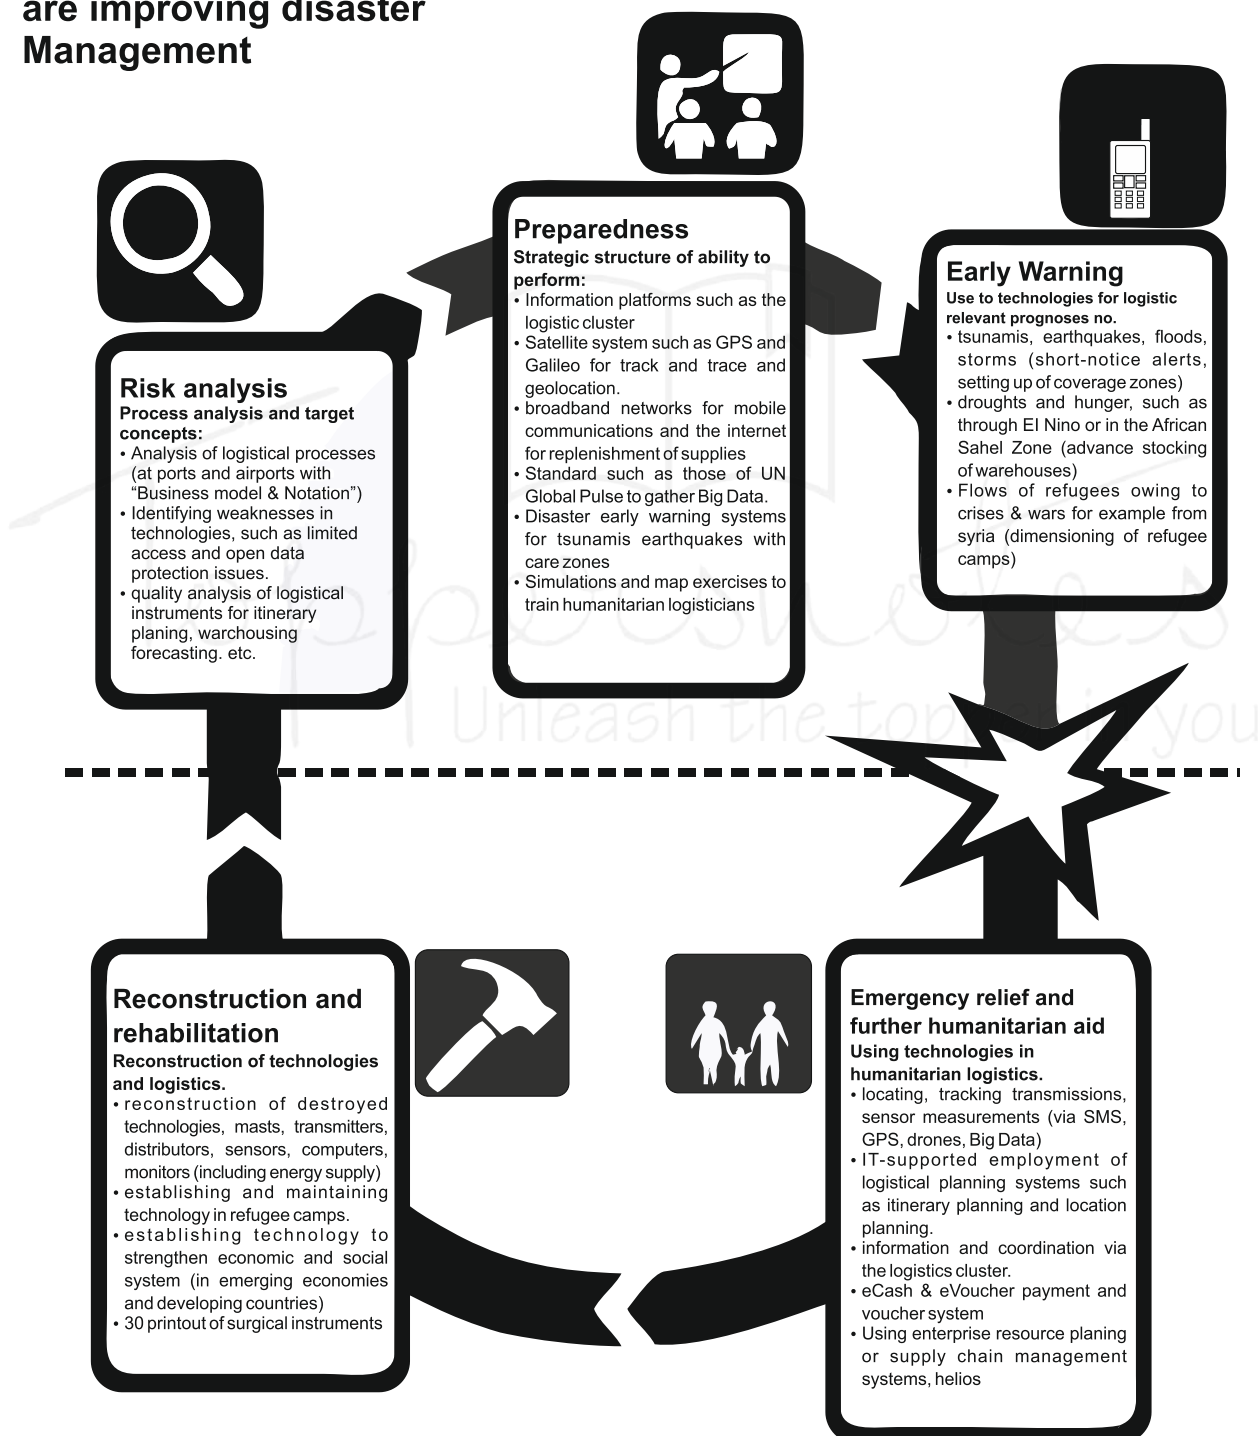 are improving disaster
Management
Risk analysis
Process analysis and target
concepts:
• Analysis of logistical processes
(at ports and airports with
“Business model & Notation”)
• Identifying weaknesses in
technologies, such as limited
access and open data
protection issues.
• quality analysis of logistical
instruments for itinerary
planing, warchousing
forecasting. etc.
Preparedness
Strategic structure of ability to
perform:
• Information platforms such as the
logistic cluster
• Satellite system such as GPS and
Galileo for track and trace and
geolocation.
• broadband networks for mobile
communications and the internet
for replenishment of supplies
• Standard such as those of UN
Global Pulse to gather Big Data.
• Disaster early warning systems
for tsunamis earthquakes with
care zones
• Simulations and map exercises to
train humanitarian logisticians
Early Warning
Use to technologies for logistic
relevant prognoses no.
• tsunamis, earthquakes, floods,
storms (short-notice alerts,
setting up of coverage zones)
• droughts and hunger, such as
through El Nino or in the African
Sahel Zone (advance stocking
of warehouses)
• Flows of refugees owing to
crises & wars for example from
syria (dimensioning of refugee
camps)
Toppersnotes
Unleash the topper in you
Reconstruction and
rehabilitation
Reconstruction of technologies
and logistics.
• reconstruction of destroyed
technologies, masts, transmitters,
distributors, sensors, computers,
monitors (including energy supply)
• establishing and maintaining
technology in refugee camps.
• establishing technology to
strengthen economic and social
system (in emerging economies
and developing countries)
• 30 printout of surgical instruments
Emergency relief and
further humanitarian aid
Using technologies in
humanitarian logistics.
• locating, tracking transmissions,
sensor measurements (via SMS,
GPS, drones, Big Data)
• IT-supported employment of
logistical planning systems such
as itinerary planning and location
planning.
• information and coordination via
the logistics cluster.
• eCash & eVoucher payment and
voucher system
• Using enterprise resource planing
or supply chain management
systems, helios